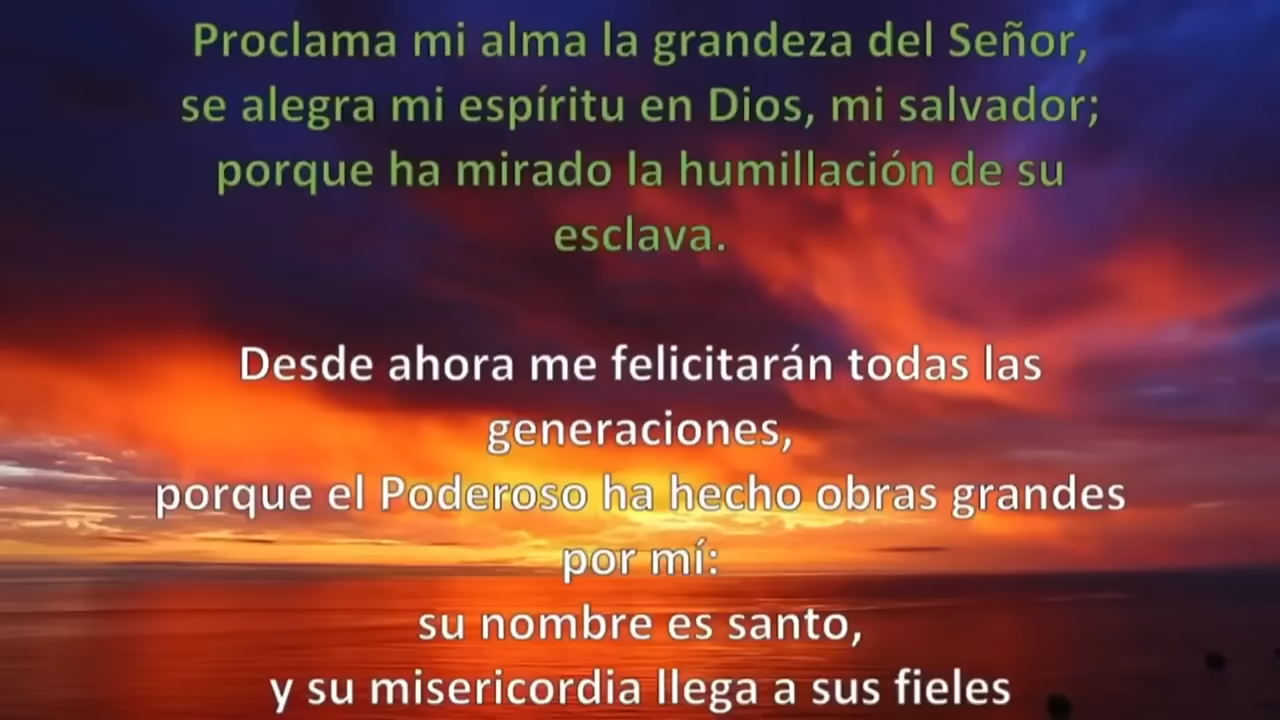 Proclama mi alma la grandeza del Señor,
se alegra mi espíritu en Dios, mi salvador;
porque ha mirado la humillación de su
esclava.
Desde ahora me felicitarán todas las
generaciones,
porque el Poderoso ha hecho obras grandes
por mí:
su nombre es santo,
y su misericordia llega a sus fieles